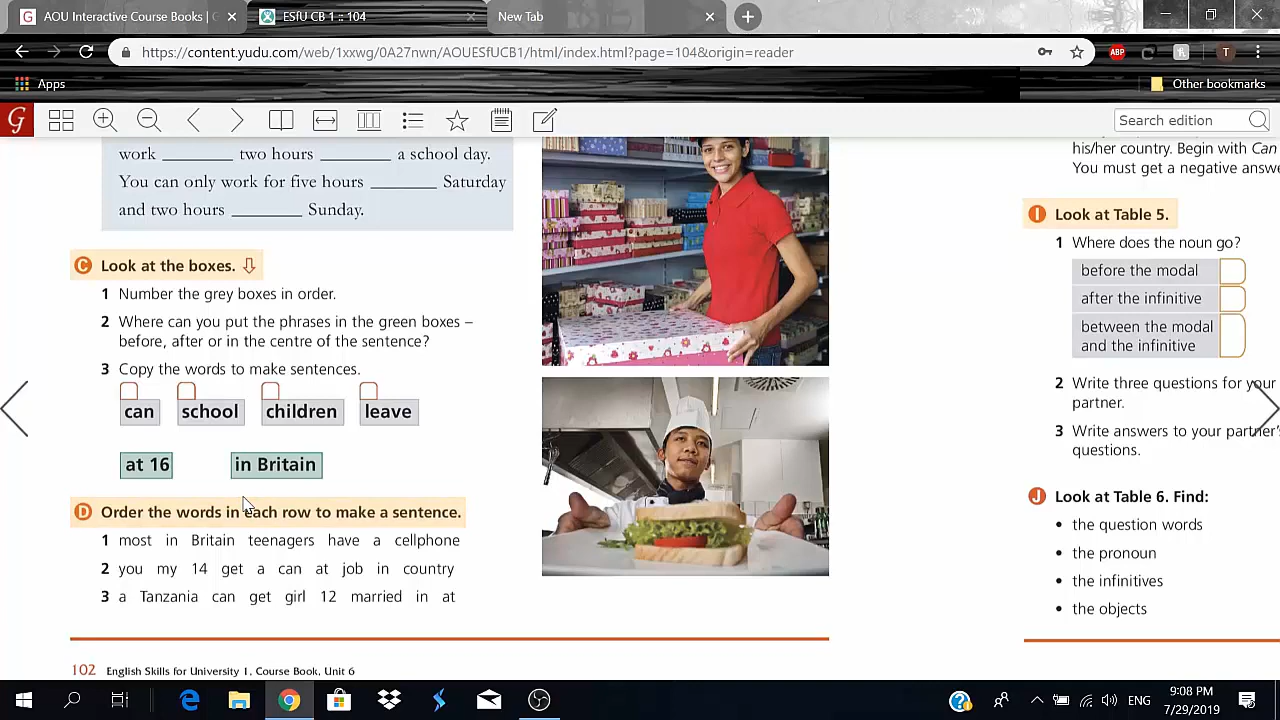 AOU Interactive Course Books |
ESfU CB 1 :: 104
New Tab
https://content.yudu.com/web/1xxwg/0A27nwn/AOUESfUCB1/html/index.html?page=104&origin=reader
ABP
T
Apps
Other bookmarks
G
Search edition
work ________ two hours ________ a school day.
You can only work for five hours ________ Saturday
and two hours ________ Sunday.
C Look at the boxes.
1 Number the grey boxes in order.
2 Where can you put the phrases in the green boxes –
before, after or in the centre of the sentence?
3 Copy the words to make sentences.
can school children leave
at 16 in Britain
D Order the words in each row to make a sentence.
1 most in Britain teenagers have a cellphone
2 you my 14 get a can at job in country
3 a Tanzania can get girl 12 married in at
102 English Skills for University 1, Course Book, Unit 6
his/her country. Begin with Can
You must get a negative answe
I Look at Table 5.
1 Where does the noun go?
before the modal
after the infinitive
between the modal
and the infinitive
2 Write three questions for your
partner.
3 Write answers to your partner's
questions.
J Look at Table 6. Find:
• the question words
• the pronoun
• the infinitives
• the objects
ENG
9:08 PM
7/29/2019